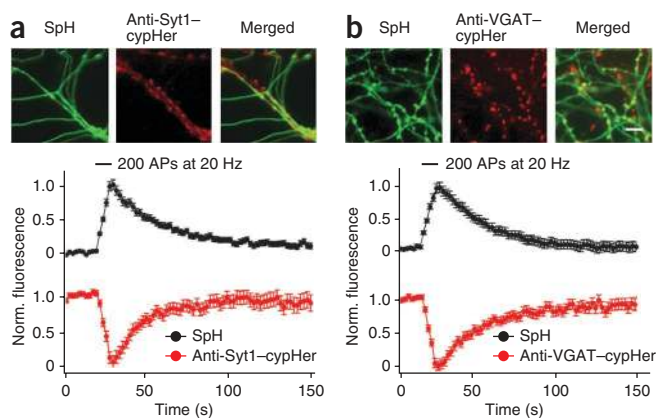 a
SpH
Anti-Syt1–
cypHer
Merged
200 APs at 20 Hz
Norm. fluorescence
1.0
0.5
0
1.0
0.5
0
SpH
Anti-Syt1–cypHer
0
50
100
150
Time (s)
b
SpH
Anti-VGAT–
cypHer
Merged
200 APs at 20 Hz
Norm. fluorescence
1.0
0.5
0
1.0
0.5
0
SpH
Anti-VGAT–cypHer
0
50
100
150
Time (s)